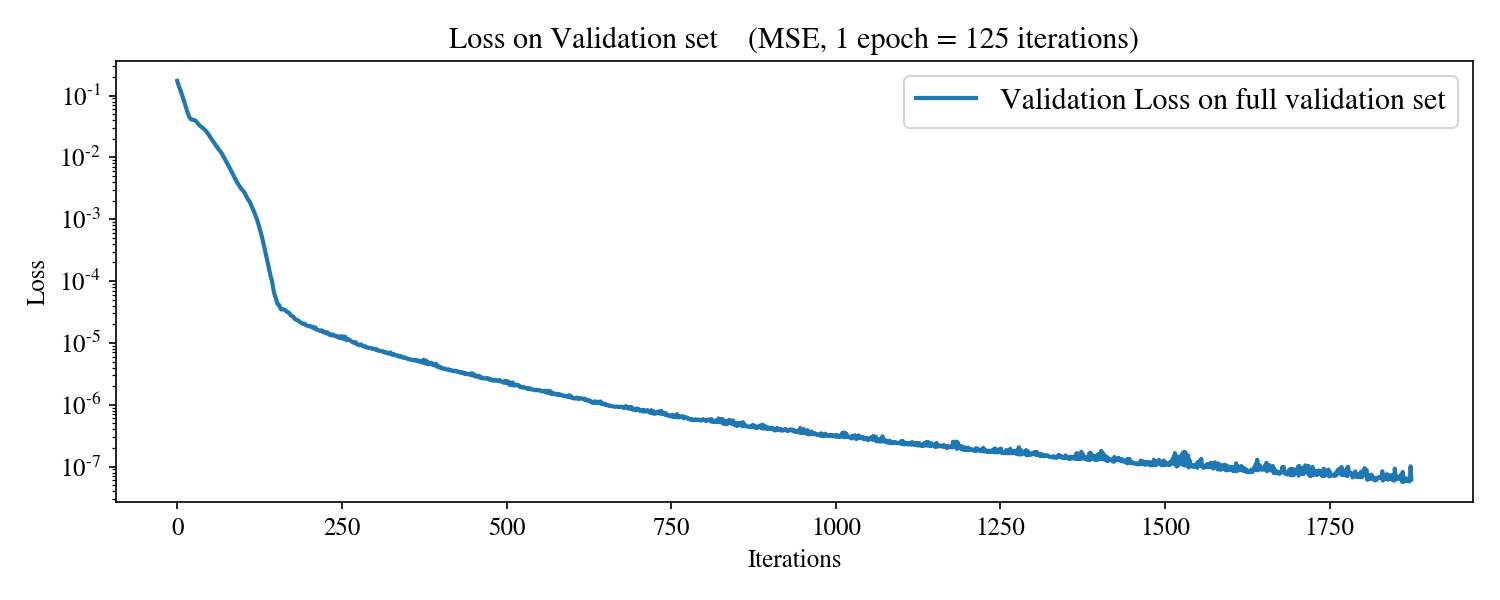 Loss on Validation set (MSE, 1 epoch = 125 iterations)
Validation Loss on full validation set
Loss
10^-1
10^-2
10^-3
10^-4
10^-5
10^-6
10^-7
0 250 500 750 1000 1250 1500 1750
Iterations